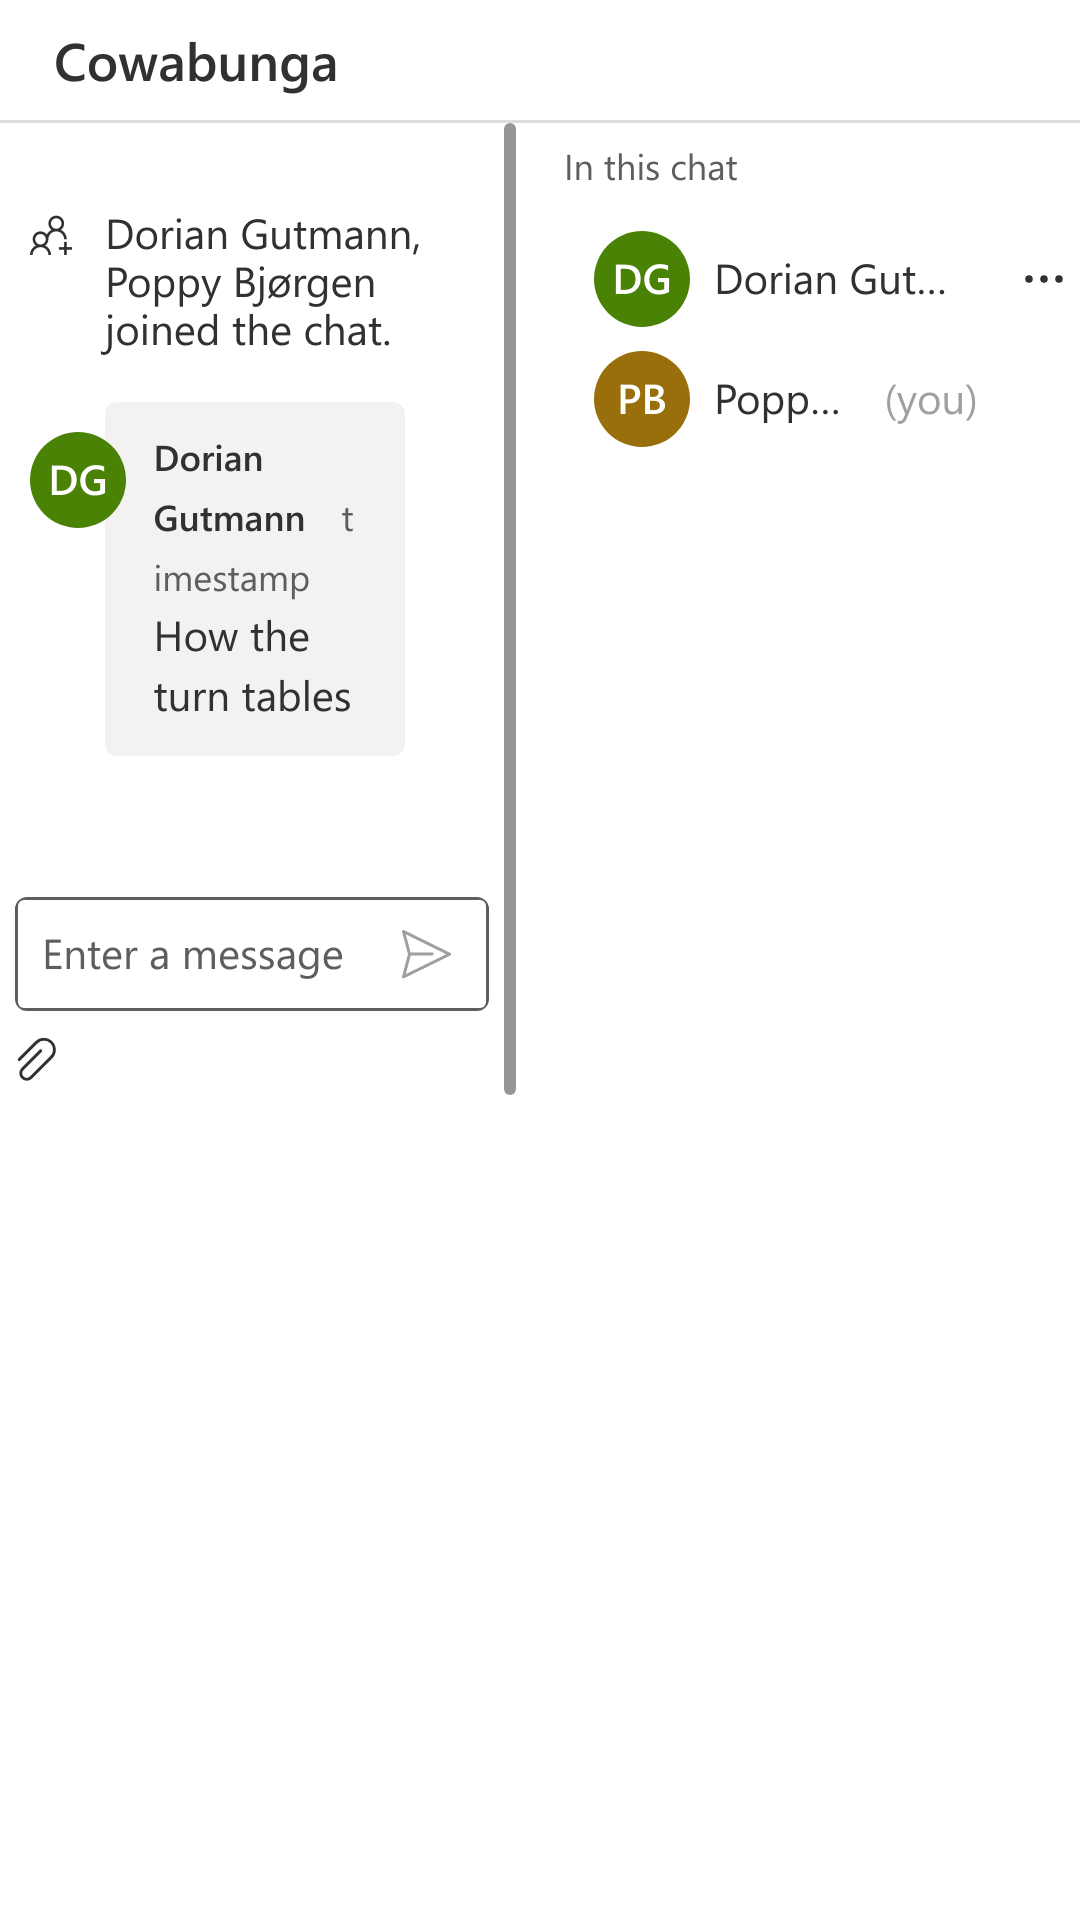 Cowabunga
Dorian Gutmann,
Poppy Bjørgen
joined the chat.
DG
Dorian
Gutmann t
imestamp
How the
turn tables
Enter a message
In this chat
DG Dorian Gut...
PB Popp... (you)